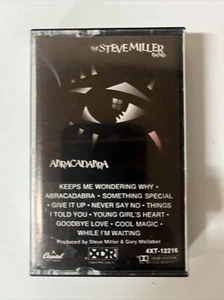 THE STEVE MILLER
BAND
ABRACADABRA
KEEPS ME WONDERING WHY •
ABRACADABRA • SOMETHING SPECIAL
• GIVE IT UP • NEVER SAY NO • THINGS
I TOLD YOU • YOUNG GIRL'S HEART •
GOODBYE LOVE • COOL MAGIC •
WHILE I'M WAITING
Produced by Steve Miller & Gary Mallaber
Capitol
XDR
4XT-12216